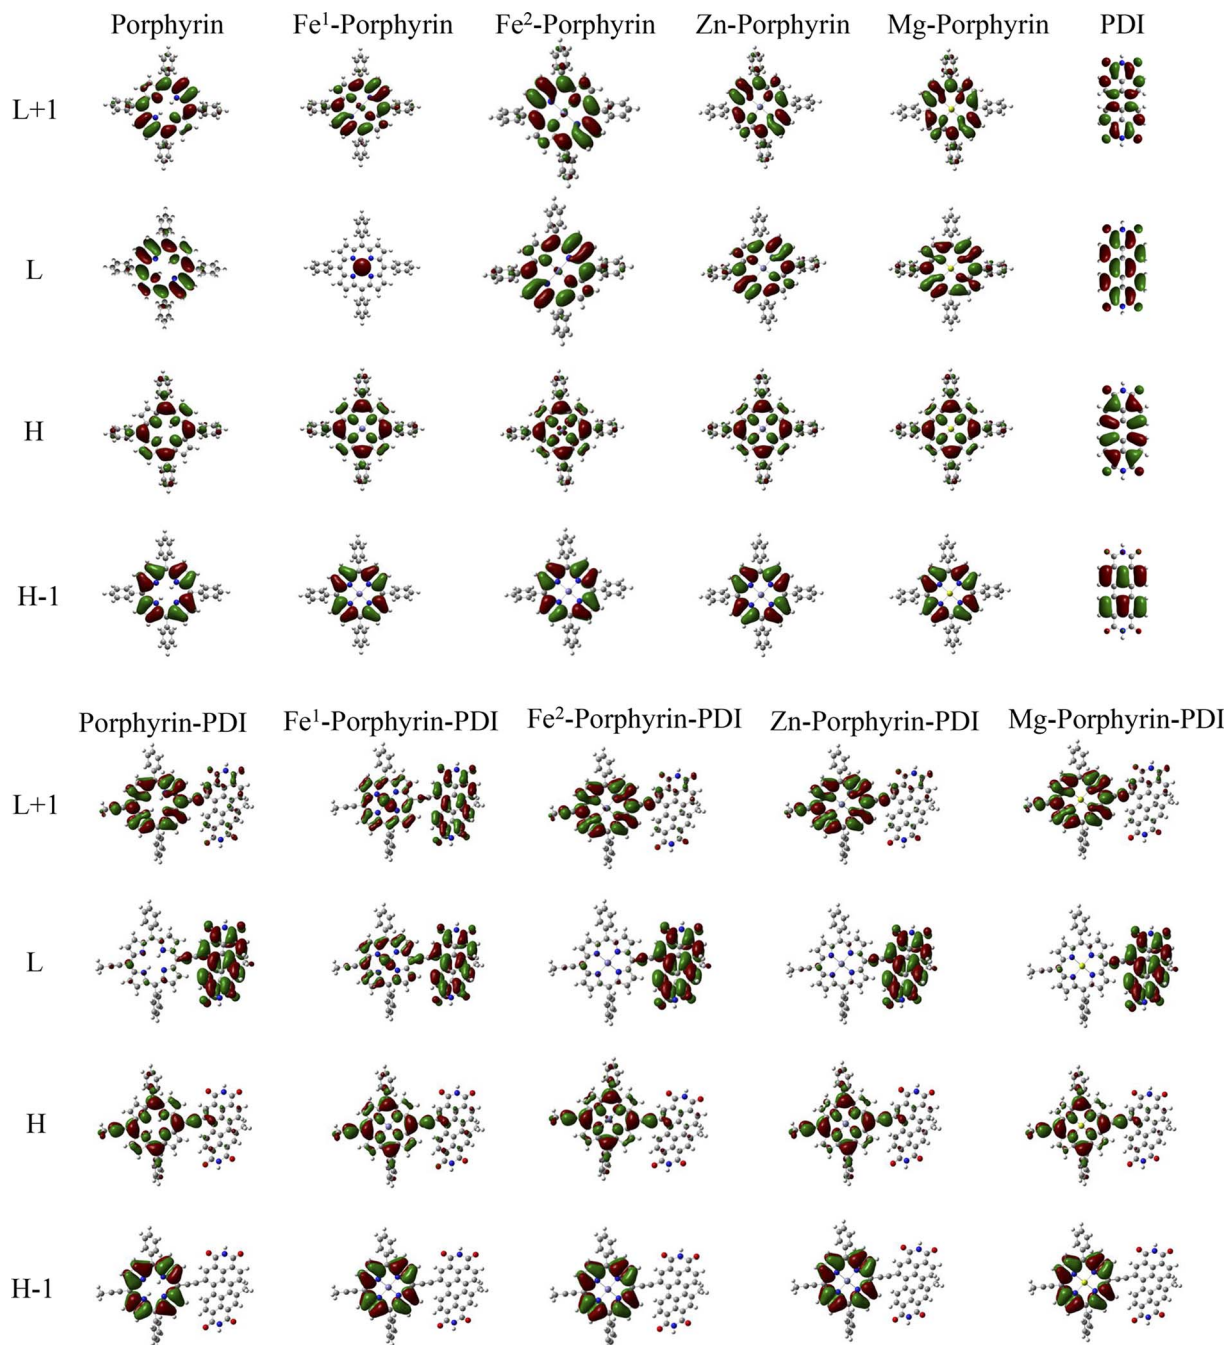 Porphyrin Fe¹-Porphyrin Fe²-Porphyrin Zn-Porphyrin Mg-Porphyrin PDI
L+1
L
H
H-1
Porphyrin-PDI Fe¹-Porphyrin-PDI Fe²-Porphyrin-PDI Zn-Porphyrin-PDI Mg-Porphyrin-PDI
L+1
L
H
H-1